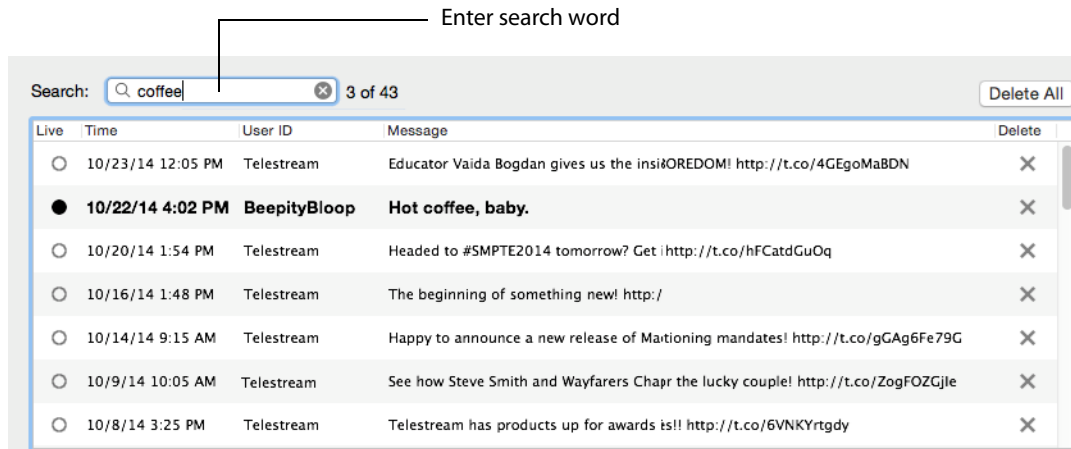 Enter search word
Search: coffee 3 of 43 Delete All
Live Time User ID Message Delete
10/23/14 12:05 PM Telestream Educator Vaida Bogdan gives us the OREDOM! http://t.co/4GEgoMaBDN
10/22/14 4:02 PM BeepityBloop Hot coffee, baby.
10/20/14 1:54 PM Telestream Headed to #SMPTE2014 tomorrow? Get http://t.co/hFCatdGuOq
10/16/14 1:48 PM Telestream The beginning of something new! http:/
10/14/14 9:15 AM Telestream Happy to announce a new release of Mationing mandates! http://t.co/gGAg6Fe79G
10/9/14 10:05 AM Telestream See how Steve Smith and Wayfarers Chapr the lucky couple! http://t.co/ZogFOZGjle
10/8/14 3:25 PM Telestream Telestream has products up for awards !! http://t.co/6VNKYrtgdy